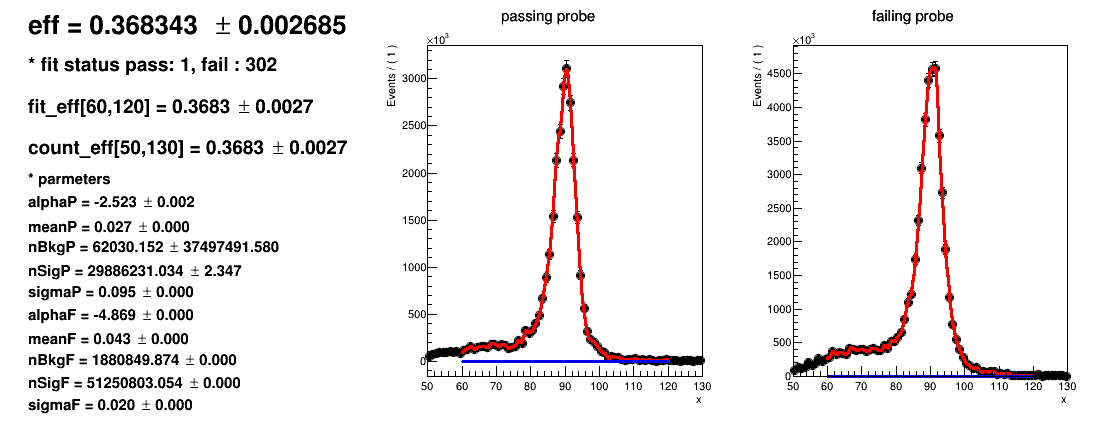 eff = 0.368343 ± 0.002685
* fit status pass: 1, fail : 302
fit_eff[60,120] = 0.3683 ± 0.0027
count_eff[50,130] = 0.3683 ± 0.0027
* parmeters
alphaP = -2.523 ± 0.002
meanP = 0.027 ± 0.000
nBkgP = 62030.152 ± 37497491.580
nSigP = 29886231.034 ± 2.347
sigmaP = 0.095 ± 0.000
alphaF = -4.869 ± 0.000
meanF = 0.043 ± 0.000
nBkgF = 1880849.874 ± 0.000
nSigF = 51250803.054 ± 0.000
sigmaF = 0.020 ± 0.000
passing probe
×10³
Events / ( 1 )
3000
2500
2000
1500
1000
500
0
50 60 70 80 90 100 110 120 130
x
failing probe
×10³
Events / ( 1 )
4500
4000
3500
3000
2500
2000
1500
1000
500
0
50 60 70 80 90 100 110 120 130
x